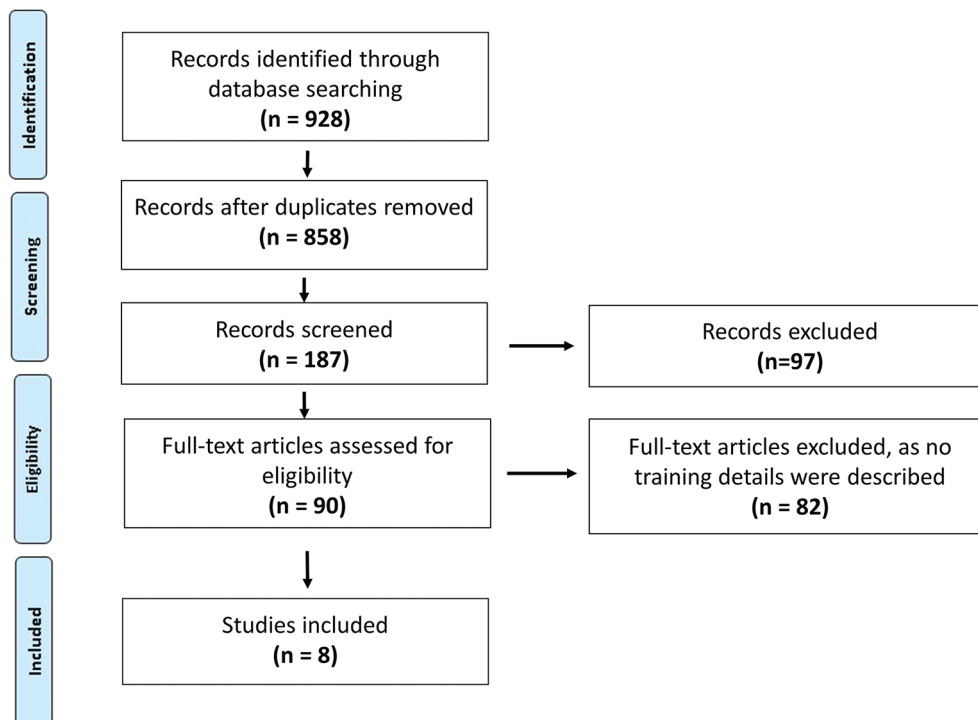 Identification
Records identified through
database searching
(n = 928)
Screening
Records after duplicates removed
(n = 858)
Records screened
(n = 187)
Records excluded
(n=97)
Eligibility
Full-text articles assessed for
eligibility
(n = 90)
Full-text articles excluded, as no
training details were described
(n = 82)
Included
Studies included
(n = 8)